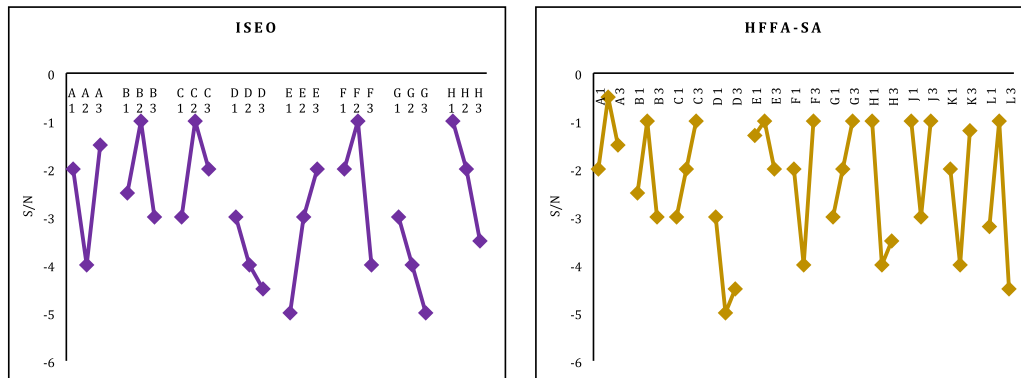 ISEO
0
-1
-2
-3
-4
-5
-6
S/N
A A A B B B C C C D D D E E E F F F G G G H H H
1 2 3 1 2 3 1 2 3 1 2 3 1 2 3 1 2 3 1 2 3 1 2 3
HFFA-SA
0
-1
-2
-3
-4
-5
-6
S/N
A1 A3 B1 B3 C1 C3 D1 D3 E1 E3 F1 F3 G1 G3 H1 H3 J1 J3 K1 K3 L1 L3